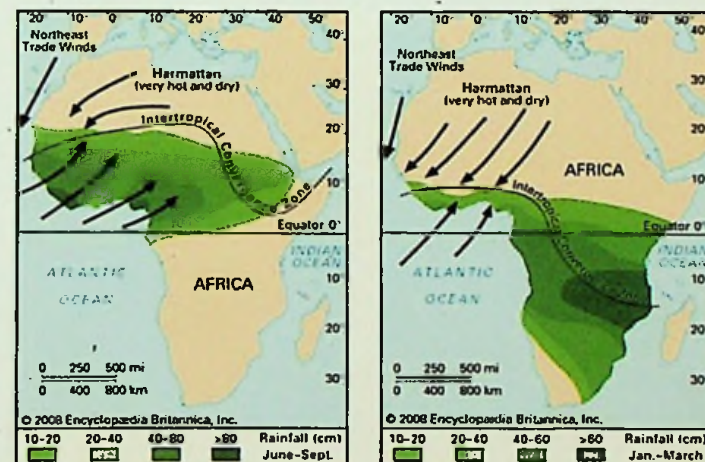 20° 10° 0° 10° 20° 30° 40° 50°
40°
Northeast
Trade Winds
Harmattan
(very hot and dry)
30°
20°
Intertropical Convergence Zone
10°
Equator 0°
INDIAN
OCEAN
ATLANTIC
OCEAN
AFRICA
10°
20°
30°
0 250 500 mi
0 400 800 km
© 2008 Encyclopædia Britannica, Inc.
10-20 20-40 40-80 >80 Rainfall (cm)
June-Sept.
20° 10° 0° 10° 20° 30° 40° 50°
40°
Northeast
Trade Winds
30°
Harmattan
(very hot and dry)
20°
AFRICA
Intertropical Convergence Zone
10°
Equator 0°
INDIAN
OCEAN
ATLANTIC
OCEAN
10°
20°
30°
0 250 500 mi
0 400 800 km
© 2008 Encyclopædia Britannica, Inc.
10-20 20-40 40-60 >80 Rainfall (cm)
Jan.-March